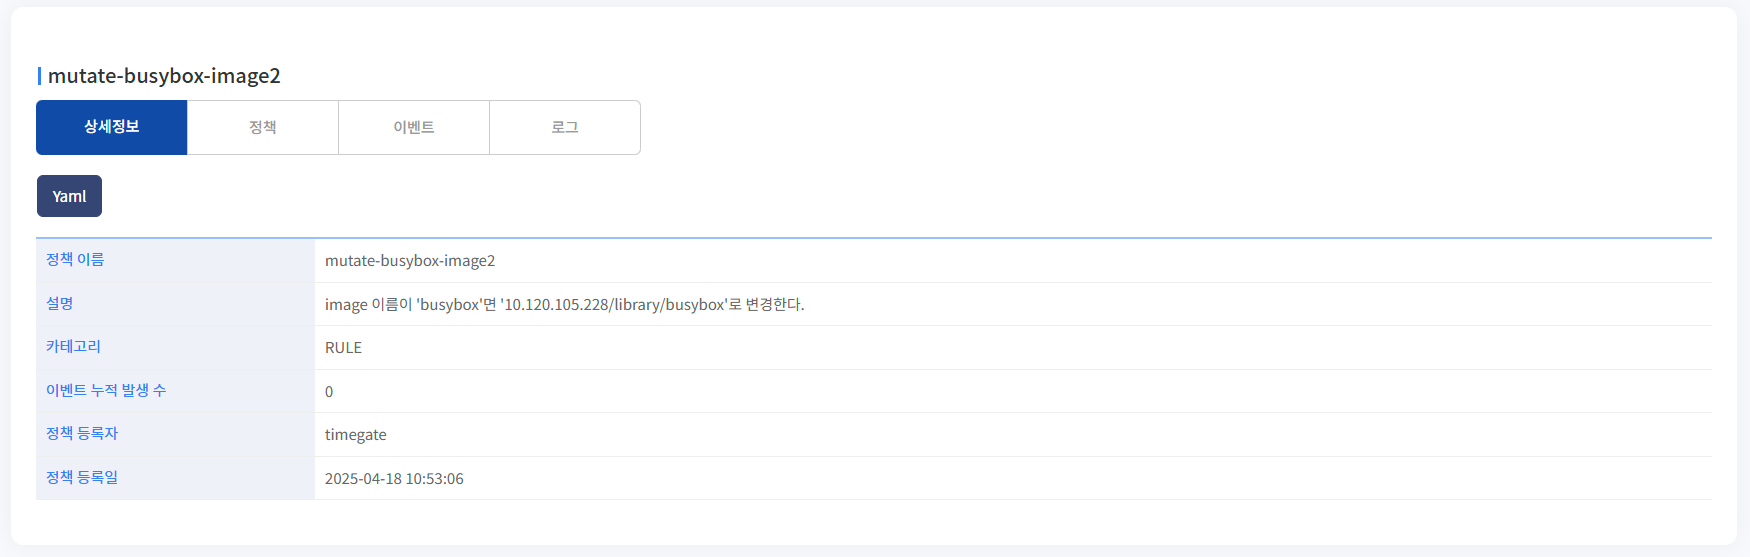 mutate-busybox-image2
상세정보 정책 이벤트 로그
Yaml
정책 이름 mutate-busybox-image2
설명 image 이름이 'busybox'면 '10.120.105.228/library/busybox'로 변경한다.
카테고리 RULE
이벤트 누적 발생 수 0
정책 등록자 timegate
정책 등록일 2025-04-18 10:53:06